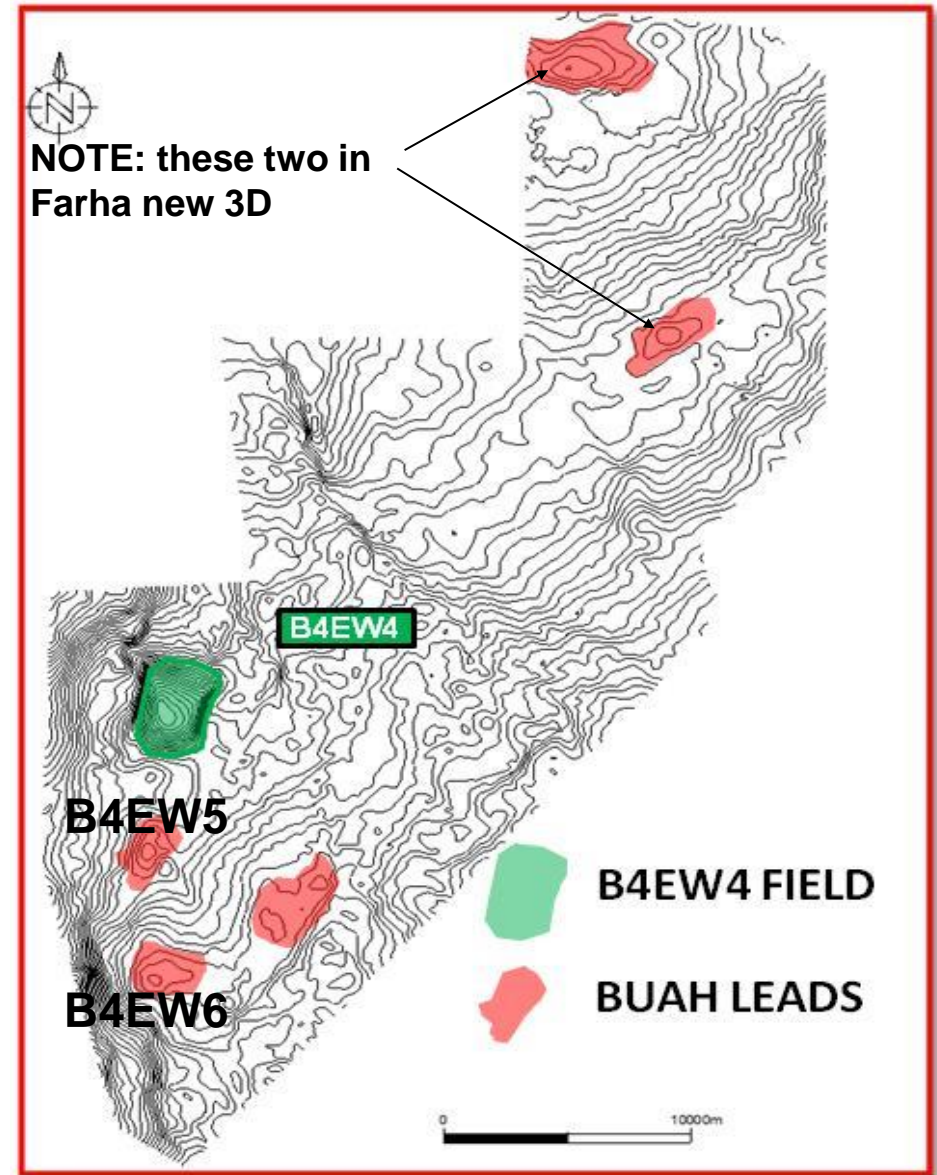 N
NOTE: these two in
Farha new 3D
B4EW4
B4EW5
B4EW4 FIELD
BUAH LEADS
B4EW6
0 10000m